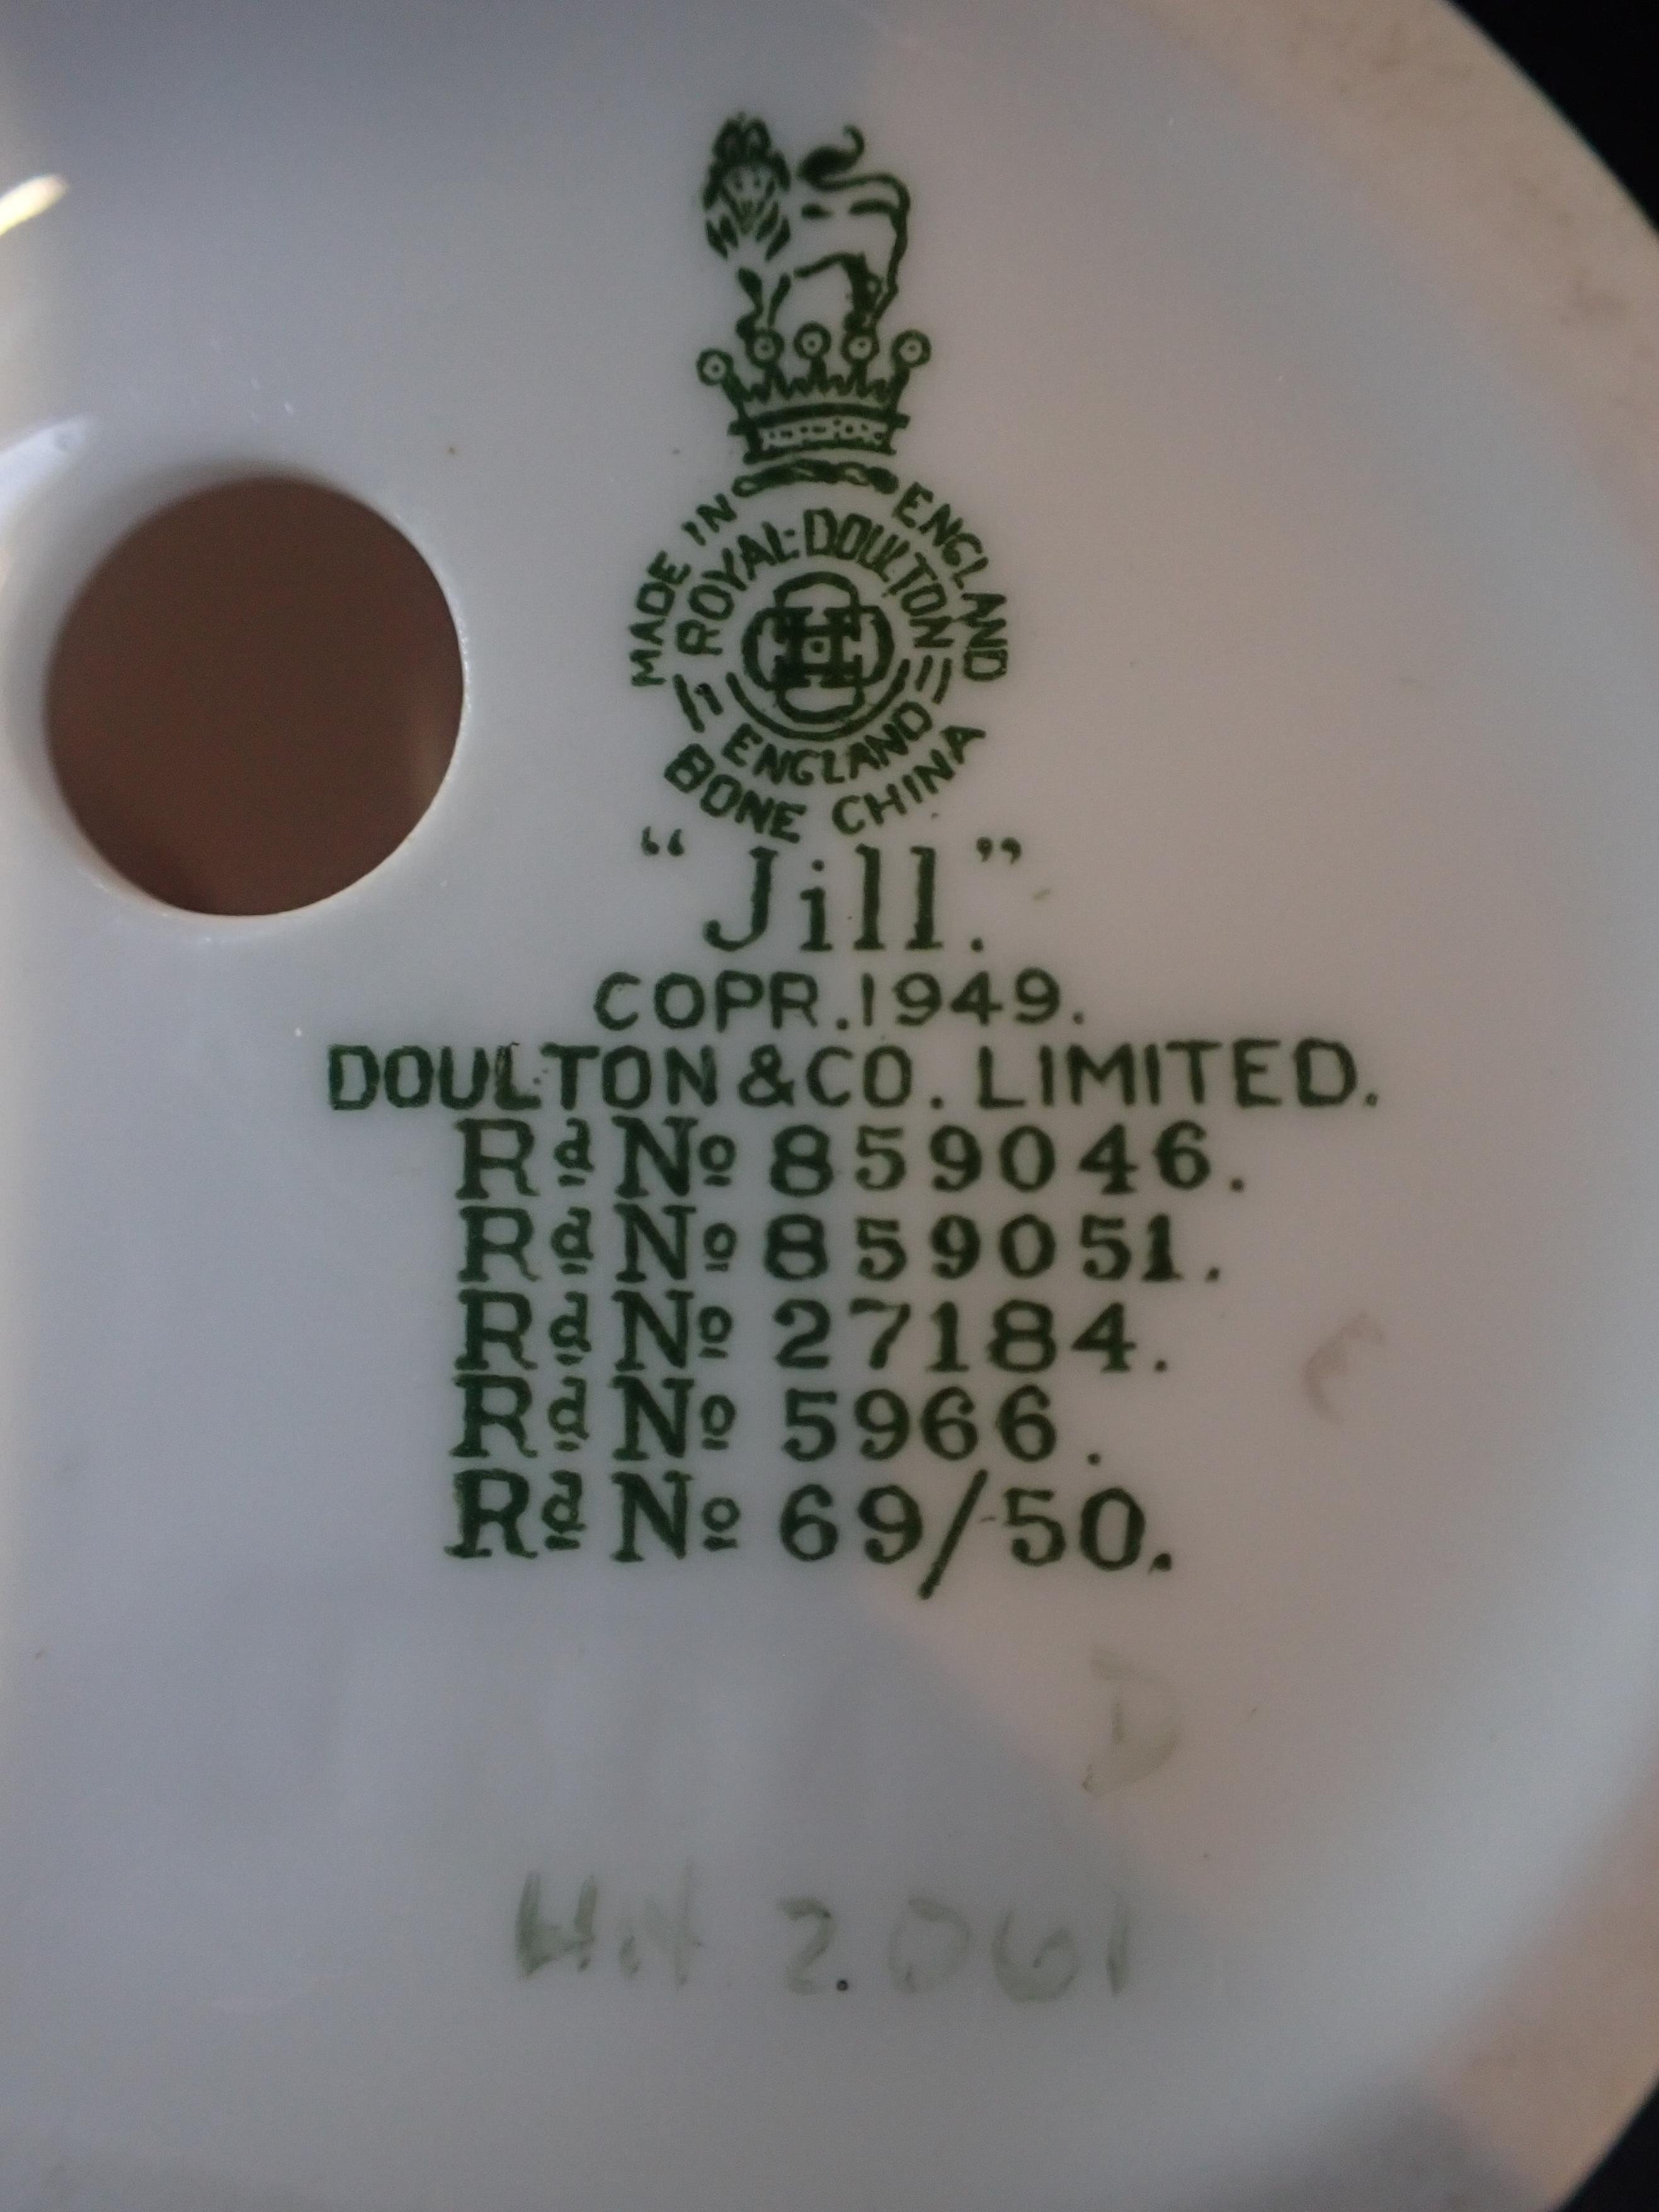 MADE IN ENGLAND
ROYAL DOULTON
ENGLAND
BONE CHINA
"Jill."
COPR. 1949.
DOULTON & CO. LIMITED.
Rd No 859046.
Rd No 859051.
Rd No 27184.
Rd No 5966.
Rd No 69/50.
D
HN 2061